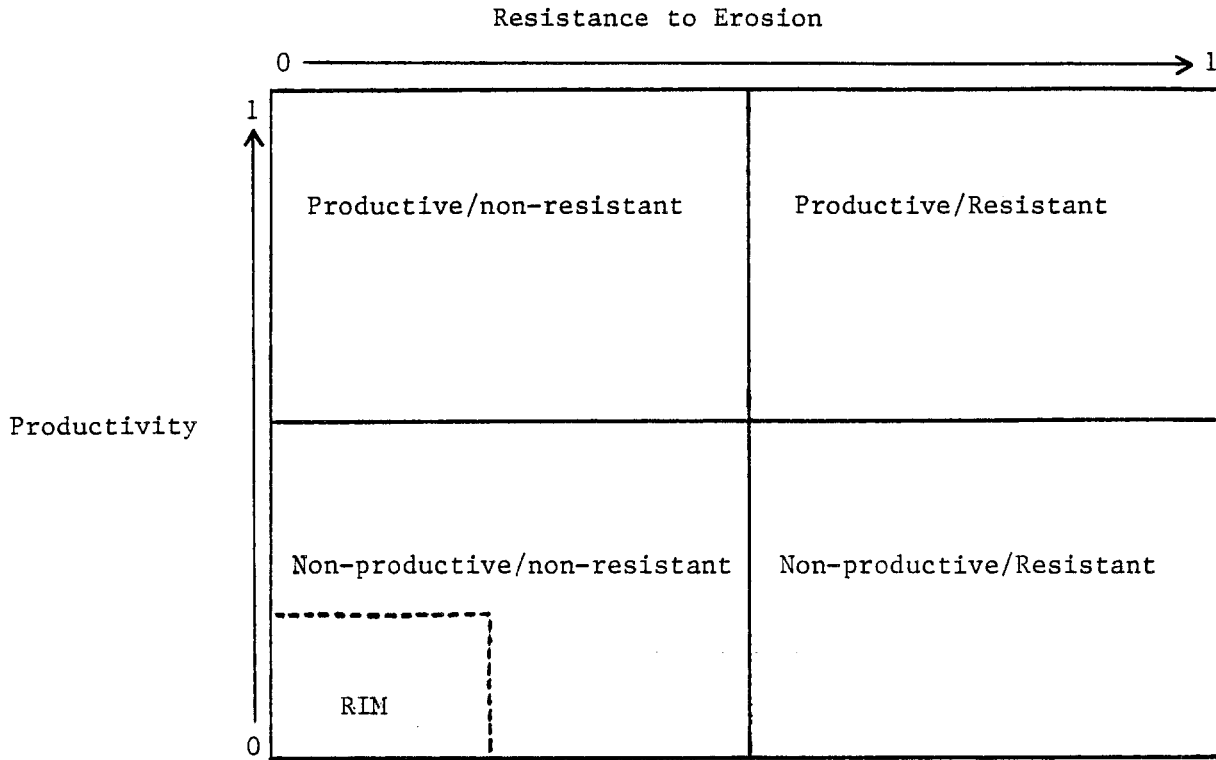 Resistance to Erosion
0 1
1
Productive/non-resistant Productive/Resistant
Productivity
Non-productive/non-resistant Non-productive/Resistant
RIM
0